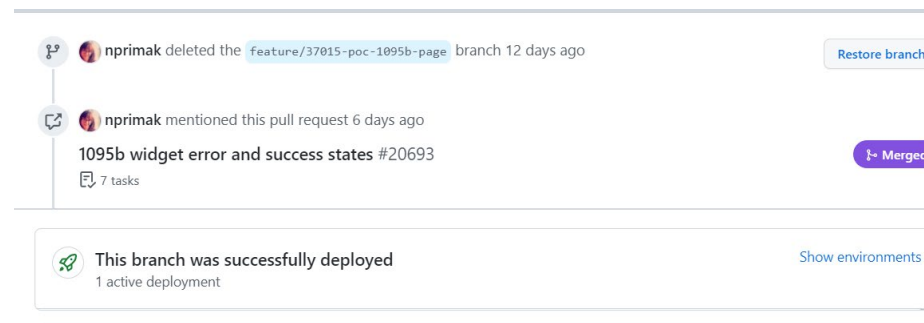 nprimak deleted the feature/37015-poc-1095b-page branch 12 days ago
Restore branch
nprimak mentioned this pull request 6 days ago
1095b widget error and success states #20693
Merged
7 tasks
This branch was successfully deployed
Show environments
1 active deployment